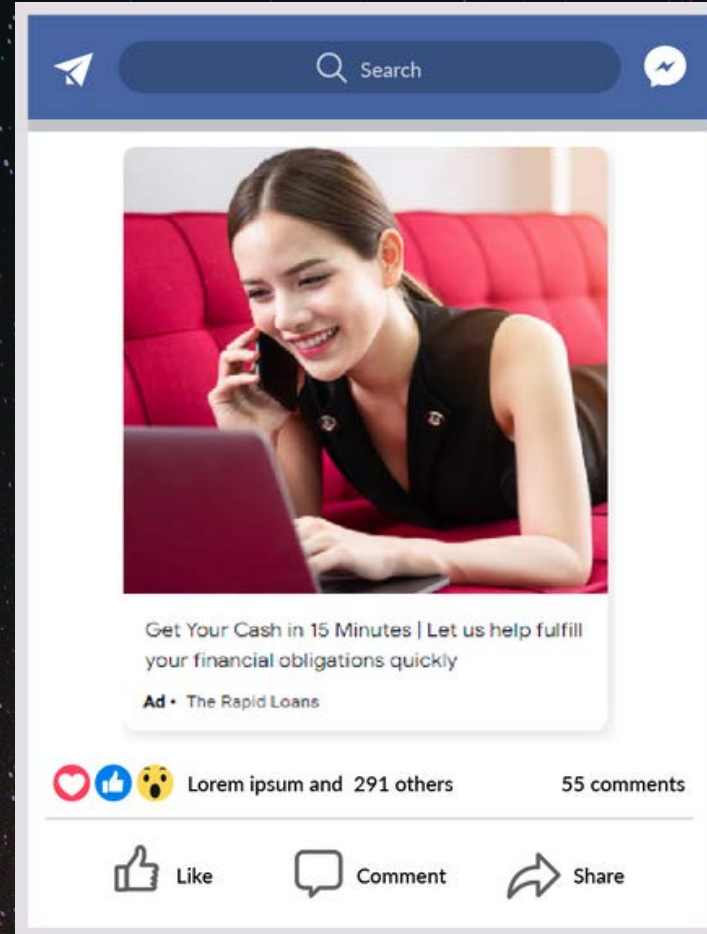 Search
Get Your Cash in 15 Minutes | Let us help fulfill
your financial obligations quickly
Ad • The Rapid Loans
Lorem ipsum and 291 others 55 comments
Like Comment Share